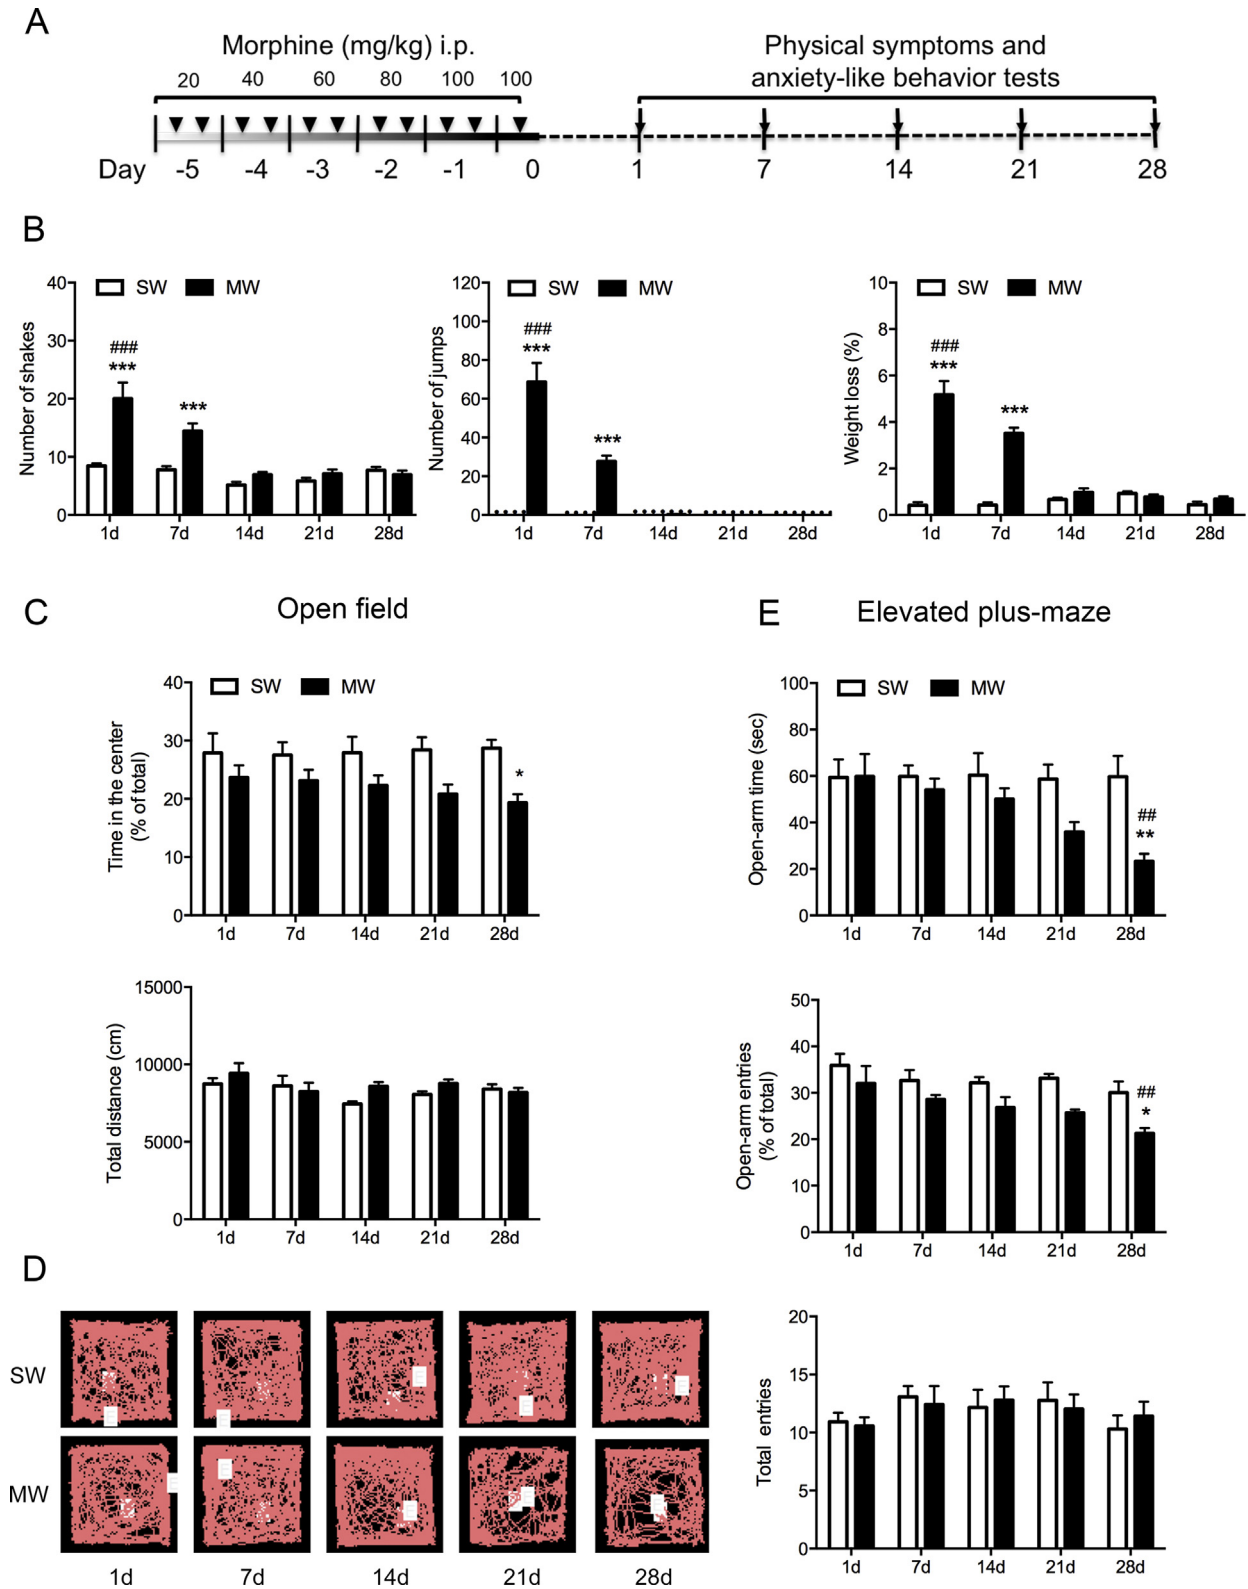 A
Morphine (mg/kg) i.p.
20 40 60 80 100 100
Physical symptoms and
anxiety-like behavior tests
Day -5 -4 -3 -2 -1 0 1 7 14 21 28
B
Number of shakes
40
30
20
10
0
SW MW
###
***
***
1d 7d 14d 21d 28d
Number of jumps
120
100
80
60
40
20
0
SW MW
###
***
***
1d 7d 14d 21d 28d
Weight loss (%)
10
8
6
4
2
0
SW MW
###
***
***
1d 7d 14d 21d 28d
C
Open field
Time in the center
(% of total)
40
30
20
10
0
SW MW
*
1d 7d 14d 21d 28d
Total distance (cm)
15000
10000
5000
0
1d 7d 14d 21d 28d
D
SW
MW
1d 7d 14d 21d 28d
E
Elevated plus-maze
Open-arm time (sec)
100
80
60
40
20
0
SW MW
##
**
1d 7d 14d 21d 28d
Open-arm entries
(% of total)
50
40
30
20
10
0
##
*
1d 7d 14d 21d 28d
Total entries
20
15
10
5
0
1d 7d 14d 21d 28d